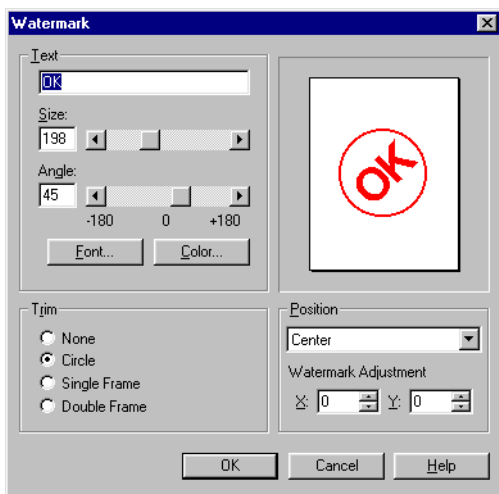 Watermark
Text
OK
Size:
198
Angle:
45
-180 0 +180
Font... Color...
OK
Trim
None
Circle
Single Frame
Double Frame
Position
Center
Watermark Adjustment
X: 0 Y: 0
OK Cancel Help